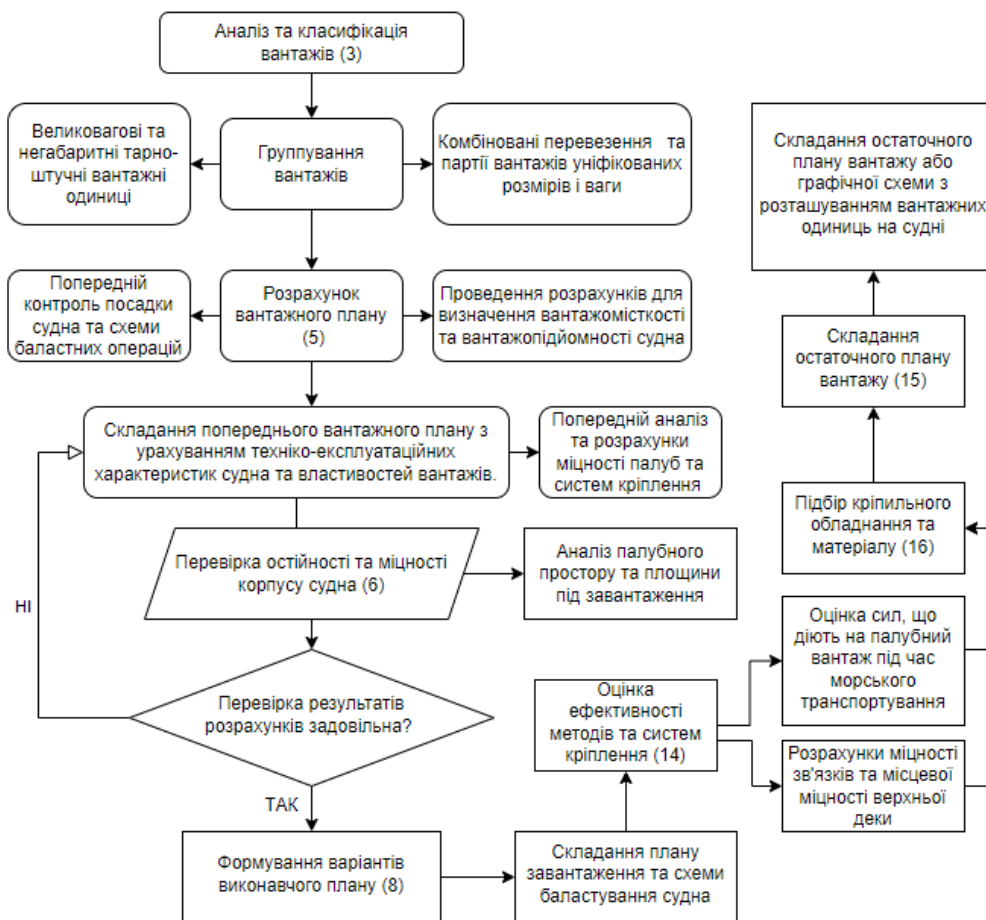 Аналіз та класифікація
вантажів (3)
Великовагові та
негабаритні тарно-
штучні вантажні
одиниці
Группування
вантажів
Комбіновані перевезення та
партії вантажів уніфікованих
розмірів і ваги
Попередній
контроль посадки
судна та схеми
баластних операцій
Розрахунок
вантажного плану
(5)
Проведення розрахунків для
визначення вантажомісткості
та вантажопідйомності судна
Складання попереднього вантажного плану з
урахуванням техніко-експлуатаційних
характеристик судна та властивостей вантажів.
Попередній аналіз
та розрахунки
міцності палуб та
систем кріплення
Перевірка остійності та міцності
корпусу судна (6)
Аналіз палубного
простору та площини
під завантаження
НІ
Перевірка результатів
розрахунків задовільна?
ТАК
Формування варіантів
виконавчого плану (8)
Складання плану
завантаження та схеми
баластування судна
Оцінка
ефективності
методів та систем
кріплення (14)
Оцінка сил, що
діють на палубний
вантаж під час
морського
транспортування
Розрахунки міцності
зв'язків та місцевої
міцності верхньої
деки
Підбір кріпильного
обладнання та
матеріалу (16)
Складання
остаточного плану
вантажу (15)
Складання остаточного
плану вантажу або
графічної схеми з
розташуванням вантажних
одиниць на судні